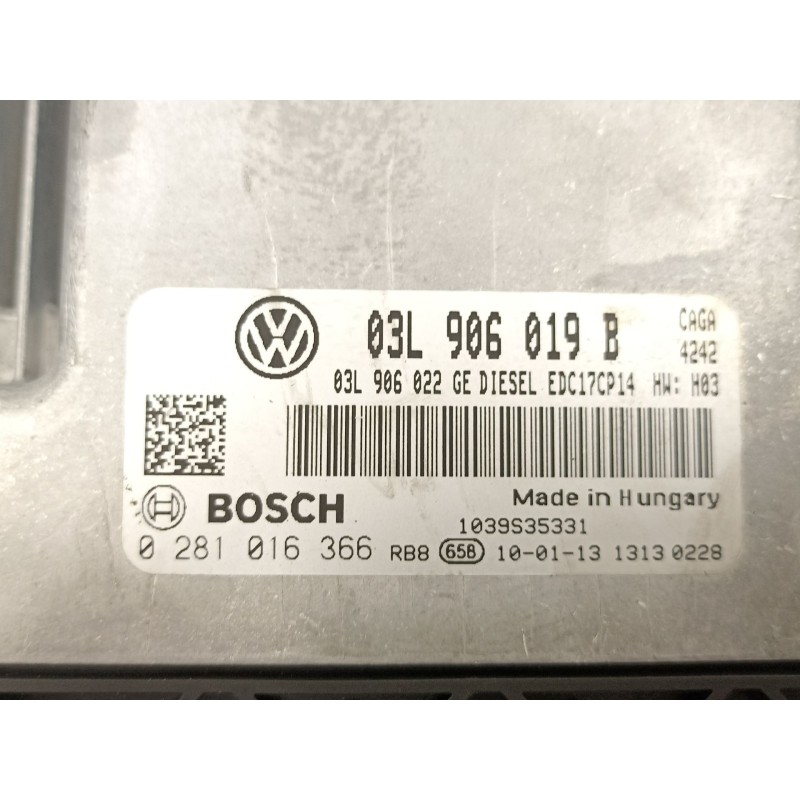 03L 906 019 B CAGA
4242
03L 906 022 GE DIESEL EDC17CP14 HW: H03
BOSCH Made in Hungary
1039S35331
0 281 016 366 RB8 658 10-01-13 1313 0228